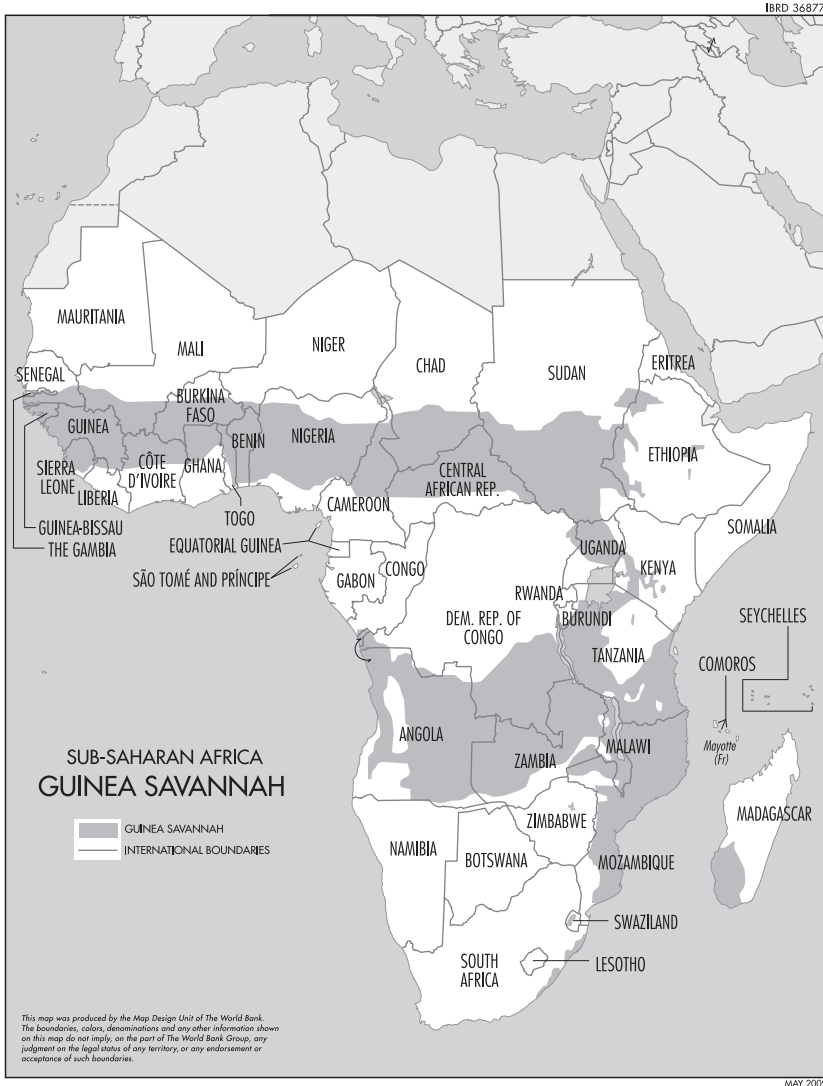 IBRD 36877
MAURITANIA
MALI
NIGER
CHAD
SUDAN
ERITREA
SENEGAL
BURKINA
FASO
GUINEA
BENIN
NIGERIA
ETHIOPIA
SIERRA
LEONE
CÔTE
D'IVOIRE
GHANA
CENTRAL
AFRICAN REP.
LIBERIA
CAMEROON
TOGO
SOMALIA
GUINEA-BISSAU
THE GAMBIA
EQUATORIAL GUINEA
UGANDA
KENYA
SÃO TOMÉ AND PRÍNCIPE
GABON
CONGO
RWANDA
BURUNDI
DEM. REP. OF
CONGO
SEYCHELLES
TANZANIA
COMOROS
ANGOLA
MALAWI
Mayotte
(Fr)
ZAMBIA
SUB-SAHARAN AFRICA
GUINEA SAVANNAH
GUINEA SAVANNAH
INTERNATIONAL BOUNDARIES
ZIMBABWE
MADAGASCAR
NAMIBIA
BOTSWANA
MOZAMBIQUE
SWAZILAND
SOUTH
AFRICA
LESOTHO
This map was produced by the Map Design Unit of The World Bank.
The boundaries, colors, denominations and any other information shown
on this map do not imply, on the part of The World Bank Group, any
judgment on the legal status of any territory, or any endorsement or
acceptance of such boundaries.
MAY 2009